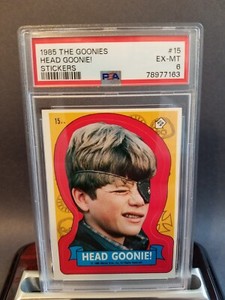 1985 THE GOONIES
HEAD GOONIE!
STICKERS
PSA
#15
EX-MT
6
78977163
15..
HEAD GOONIE!